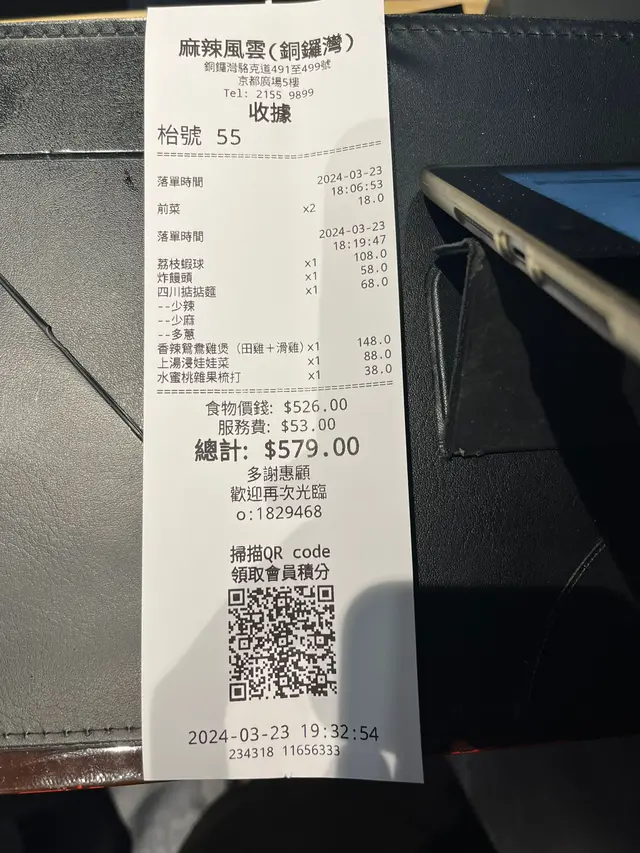 麻辣風雲(銅鑼灣)
銅鑼灣駱克道491至499號
京都廣場5樓
Tel: 2155 9899
收據
枱號 55
落單時間 2024-03-23
18:06:53
前菜 x2 18.0
落單時間 2024-03-23
18:19:47
荔枝蝦球 x1 108.0
炸饅頭 x1 58.0
四川掂掂麵 x1 68.0
--少辣
--少麻
--多蔥
香辣鴛鴦雞煲 (田雞+滑雞) x1 148.0
上湯浸娃娃菜 x1 88.0
水蜜桃雜果梳打 x1 38.0
食物價錢: $526.00
服務費: $53.00
總計: $579.00
多謝惠顧
歡迎再次光臨
o:1829468
掃描QR code
領取會員積分
2024-03-23 19:32:54
234318 11656333